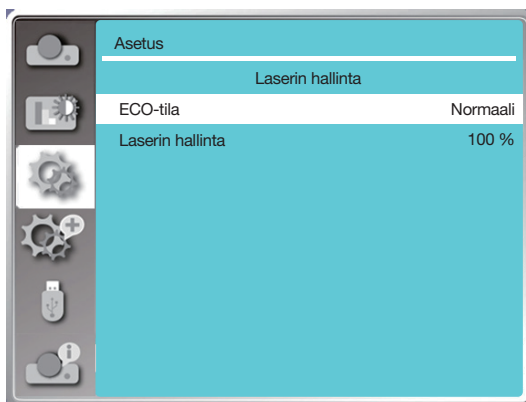 Asetus
Laserin hallinta
ECO-tila Normaali
Laserin hallinta 100 %